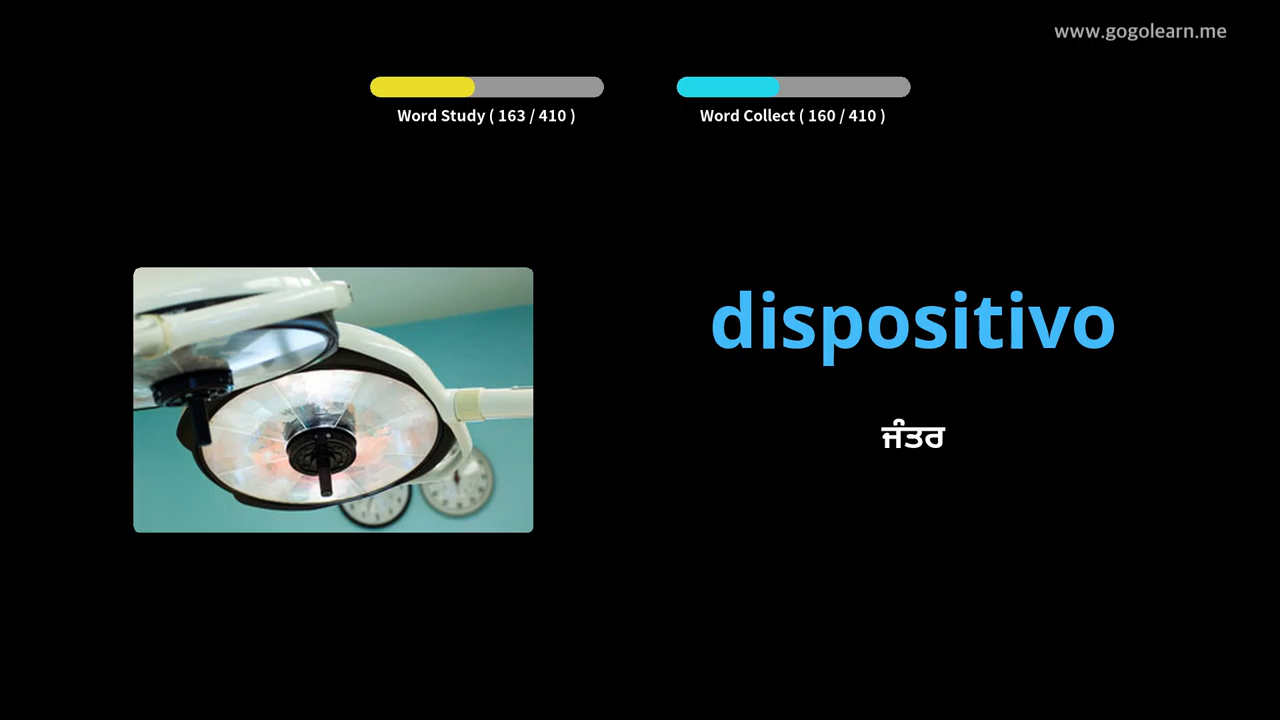 www.gogolearn.me
Word Study ( 163 / 410 )
Word Collect ( 160 / 410 )
dispositivo
ਜੰਤਰ